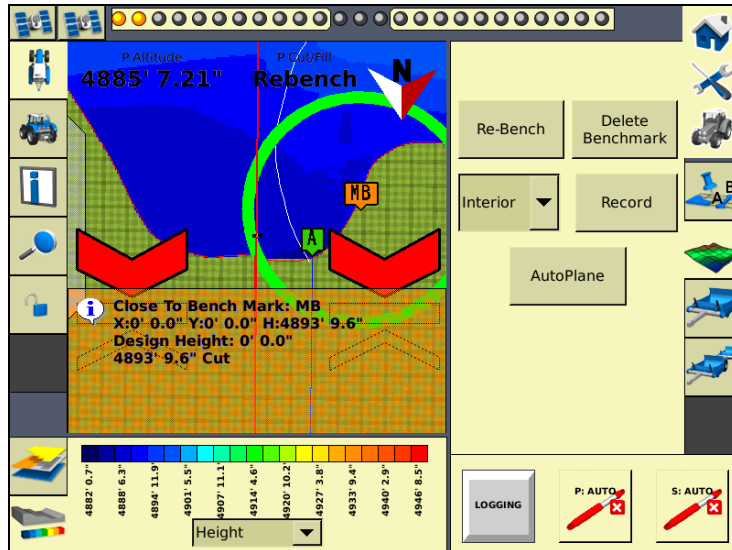 P Altitude
P Cut/Fill
4885' 7.21"
Rebench
N
Re-Bench
Delete
Benchmark
A B
MB
Interior
Record
A
AutoPlane
Close To Bench Mark: MB
X:0' 0.0" Y:0' 0.0" H:4893' 9.6"
Design Height: 0' 0.0"
4893' 9.6" Cut
4882' 0.7"
4888' 6.3"
4894' 11.9'
4901' 5.5"
4907' 11.1'
4914' 4.6"
4920' 10.2'
4927' 3.8"
4933' 9.4"
4940' 2.9"
4946' 8.5"
Height
LOGGING
P: AUTO
S: AUTO